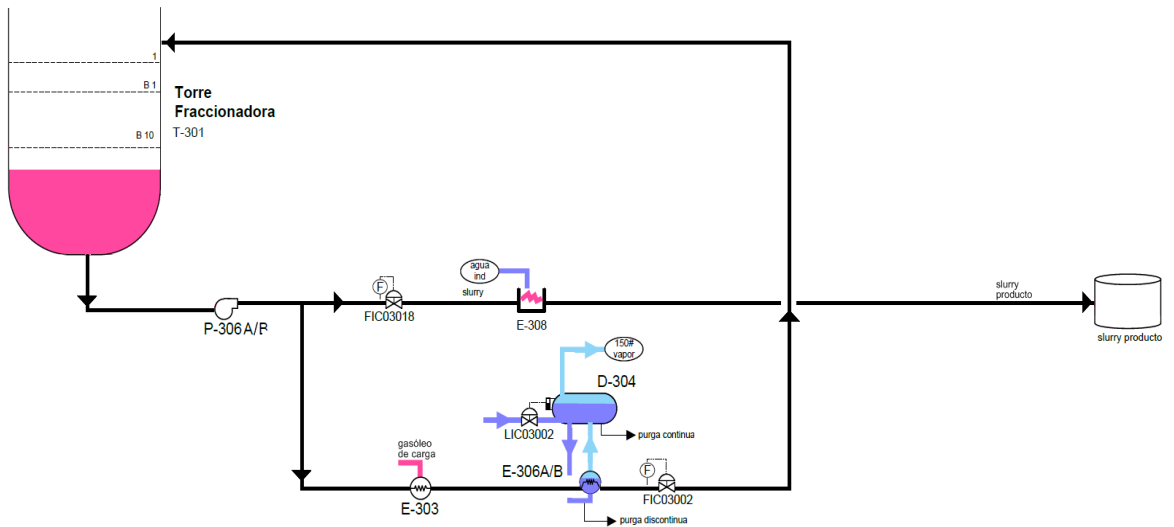 1
B 1
Torre
Fraccionadora
B 10
T-301
agua
ind
slurry
F
FIC03018
E-308
P-306A/B
slurry
producto
slurry producto
150#
vapor
D-304
LIC03002
purga continua
gasóleo
de carga
E-306A/B
F
E-303
FIC03002
purga discontinua